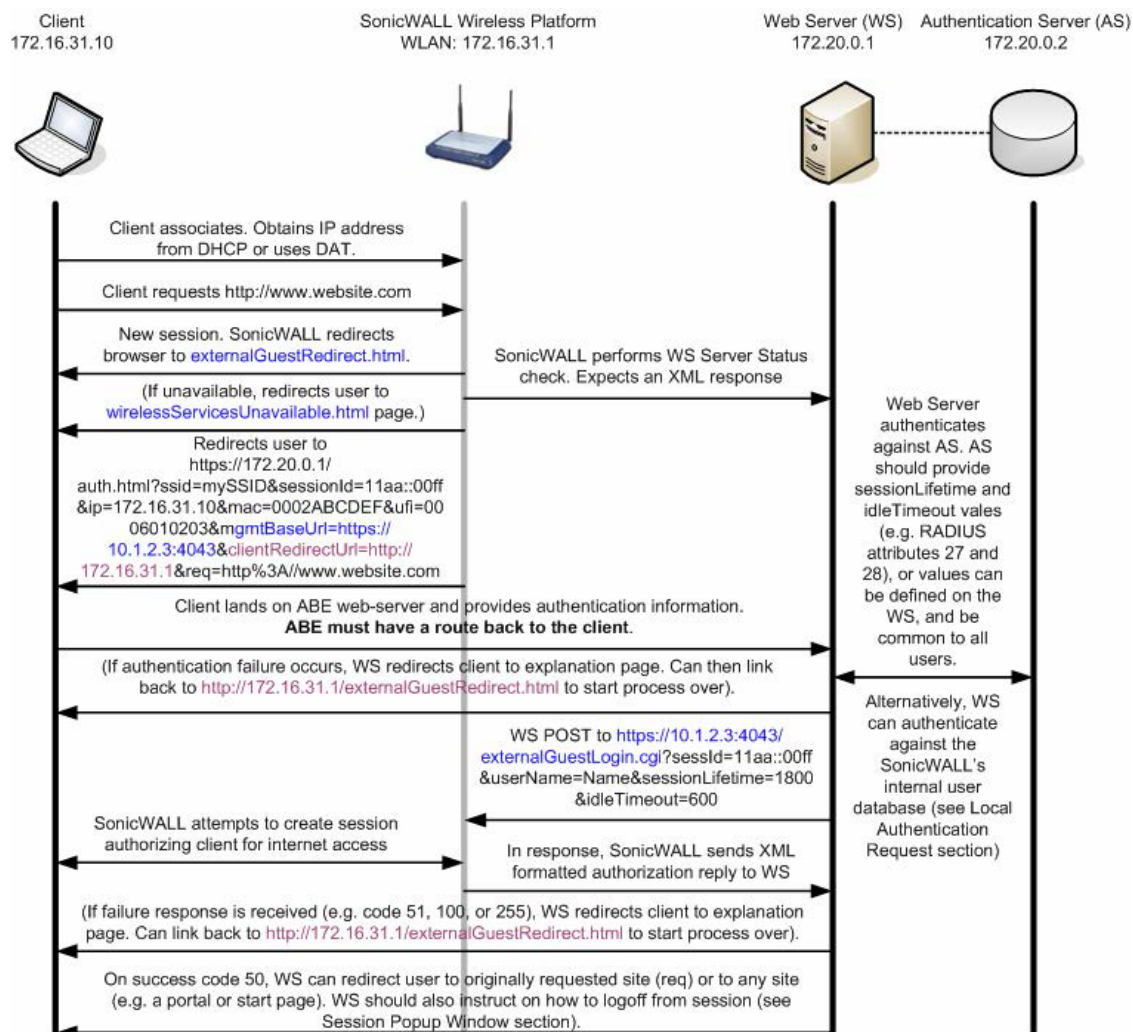 Client
172.16.31.10
SonicWALL Wireless Platform
WLAN: 172.16.31.1
Web Server (WS)
172.20.0.1
Authentication Server (AS)
172.20.0.2
Client associates. Obtains IP address
from DHCP or uses DAT.
Client requests http://www.website.com
New session. SonicWALL redirects
browser to externalGuestRedirect.html.
SonicWALL performs WS Server Status
check. Expects an XML response
(If unavailable, redirects user to
wirelessServicesUnavailable.html page.)
Redirects user to
https://172.20.0.1/
auth.html?ssid=mySSID&sessionId=11aa::00ff
&ip=172.16.31.10&mac=0002ABCDEF&ufi=00
06010203&mgmtBaseUrl=https://
10.1.2.3:4043&clientRedirectUrl=http://
172.16.31.1&req=http%3A//www.website.com
Web Server
authenticates
against AS. AS
should provide
sessionLifetime and
idleTimeout vales
(e.g. RADIUS
attributes 27 and
28), or values can
be defined on the
WS, and be
common to all
users.
Client lands on ABE web-server and provides authentication information.
ABE must have a route back to the client.
(If authentication failure occurs, WS redirects client to explanation page. Can then link
back to http://172.16.31.1/externalGuestRedirect.html to start process over).
Alternatively, WS
can authenticate
against the
SonicWALL's
internal user
database (see Local
Authentication
Request section)
WS POST to https://10.1.2.3:4043/
externalGuestLogin.cgi?sessId=11aa::00ff
&userName=Name&sessionLifetime=1800
&idleTimeout=600
SonicWALL attempts to create session
authorizing client for internet access
In response, SonicWALL sends XML
formatted authorization reply to WS
(If failure response is received (e.g. code 51, 100, or 255), WS redirects client to explanation
page. Can link back to http://172.16.31.1/externalGuestRedirect.html to start process over).
On success code 50, WS can redirect user to originally requested site (req) or to any site
(e.g. a portal or start page). WS should also instruct on how to logoff from session (see
Session Popup Window section).